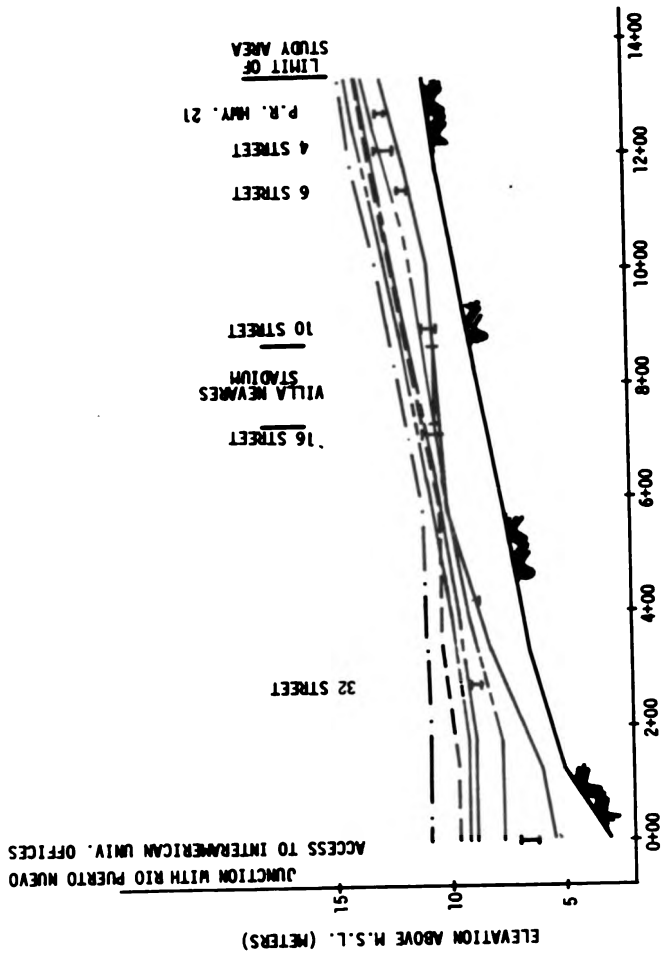 JUNCTION WITH RIO PUERTO NUEVO
ACCESS TO INTERAMERICAN UNIV. OFFICES
32 STREET
16 STREET
VILLA NEVARES
STADIUM
10 STREET
6 STREET
4 STREET
P.R. HWY. 21
LIMIT OF
STUDY AREA
ELEVATION ABOVE M.S.L. (METERS)
15
10
5
0+00
2+00
4+00
6+00
8+00
10+00
12+00
14+00